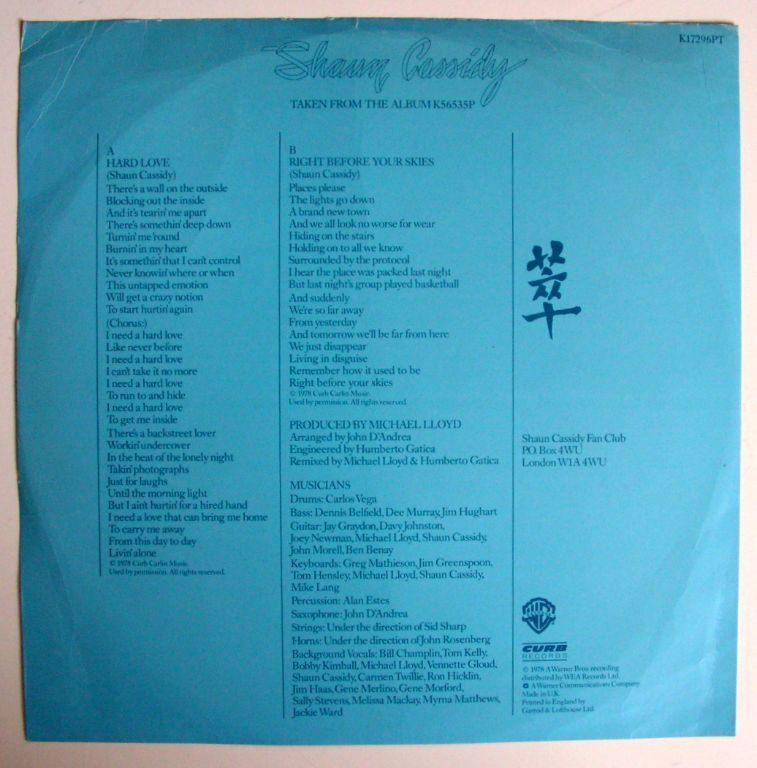 K17296PT
Shaun Cassidy
TAKEN FROM THE ALBUM K56535P
A
HARD LOVE
(Shaun Cassidy)
There's a wall on the outside
Blocking out the inside
And it's tearin' me apart
There's somethin' deep down
Turnin' me 'round
Burnin' in my heart
It's somethin' that I can't control
Never knowin' where or when
This untapped emotion
Will get a crazy notion
To start hurtin' again
(Chorus:)
I need a hard love
Like never before
I need a hard love
I can't take it no more
I need a hard love
To run to and hide
I need a hard love
To get me inside
There's a backstreet lover
Workin' undercover
In the heat of the lonely night
Takin' photographs
Just for laughs
Until the morning light
But I ain't hurtin' for a hired hand
I need a love that can bring me home
To carry me away
From this day to day
Livin' alone
© 1978 Curb Carlin Music.
Used by permission. All rights reserved.
B
RIGHT BEFORE YOUR SKIES
(Shaun Cassidy)
Places please
The lights go down
A brand new town
And we all look no worse for wear
Hiding on the stairs
Holding on to all we know
Surrounded by the protocol
I hear the place was packed last night
But last night's group played basketball
And suddenly
We're so far away
From yesterday
And tomorrow we'll be far from here
We just disappear
Living in disguise
Remember how it used to be
Right before your skies
© 1978 Curb Carlin Music.
Used by permission. All rights reserved.
PRODUCED BY MICHAEL LLOYD
Arranged by John D'Andrea
Engineered by Humberto Gatica
Remixed by Michael Lloyd & Humberto Gatica
MUSICIANS
Drums: Carlos Vega
Bass: Dennis Belfield, Dee Murray, Jim Hughart
Guitar: Jay Graydon, Davy Johnston,
Joey Newman, Michael Lloyd, Shaun Cassidy,
John Morell, Ben Benay
Keyboards: Greg Mathieson, Jim Greenspoon,
Tom Hensley, Michael Lloyd, Shaun Cassidy,
Mike Lang
Percussion: Alan Estes
Saxophone: John D'Andrea
Strings: Under the direction of Sid Sharp
Horns: Under the direction of John Rosenberg
Background Vocals: Bill Champlin, Tom Kelly,
Bobby Kimball, Michael Lloyd, Vennette Gloud,
Shaun Cassidy, Carmen Twillie, Ron Hicklin,
Jim Haas, Gene Merlino, Gene Morford,
Sally Stevens, Melissa Mackay, Myrna Matthews,
Jackie Ward
萃
Shaun Cassidy Fan Club
P.O. Box 4WU
London W1A 4WU
CURB
RECORDS
© 1978 A Warner Bros. recording
distributed by WEA Records Ltd.
A Warner Communications Company
Made in U.K.
Printed in England by
Garrod & Lofthouse Ltd.